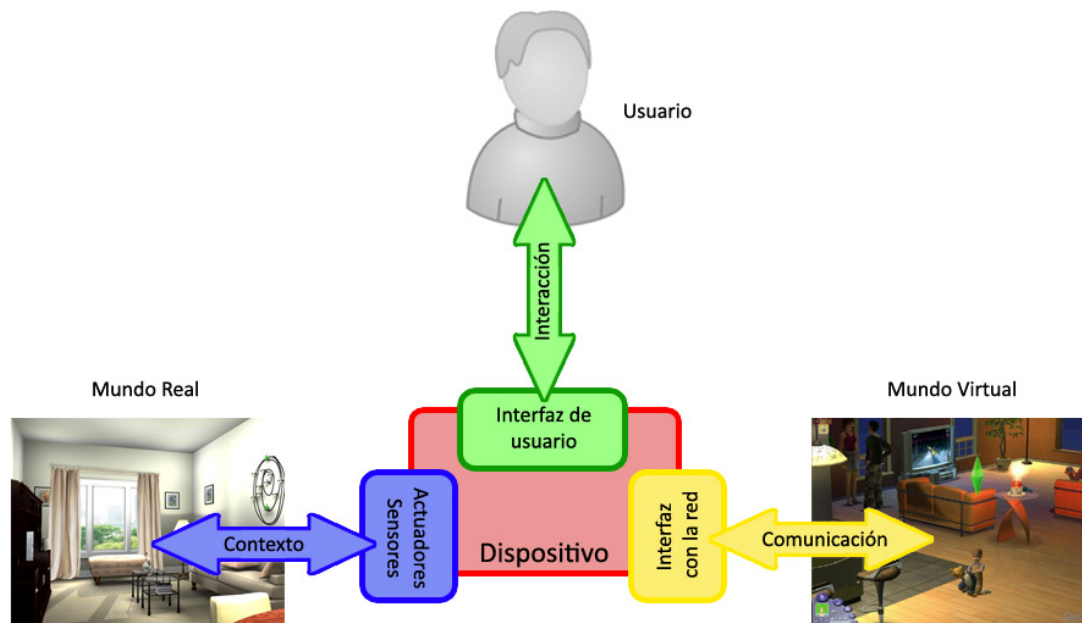 Usuario
Interacción
Mundo Real
Mundo Virtual
Interfaz de
usuario
Actuadores
Sensores
Contexto
Interfaz
con la red
Comunicación
Dispositivo